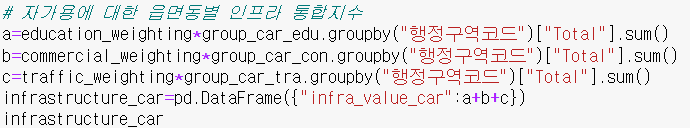 # 자가용에 대한 읍면동별 인프라 통합지수
a=education_weighting*group_car_edu.groupby("행정구역코드")["Total"].sum()
b=commercial_weighting*group_car_con.groupby("행정구역코드")["Total"].sum()
c=traffic_weighting*group_car_tra.groupby("행정구역코드")["Total"].sum()
infrastructure_car=pd.DataFrame({"infra_value_car":a+b+c})
infrastructure_car